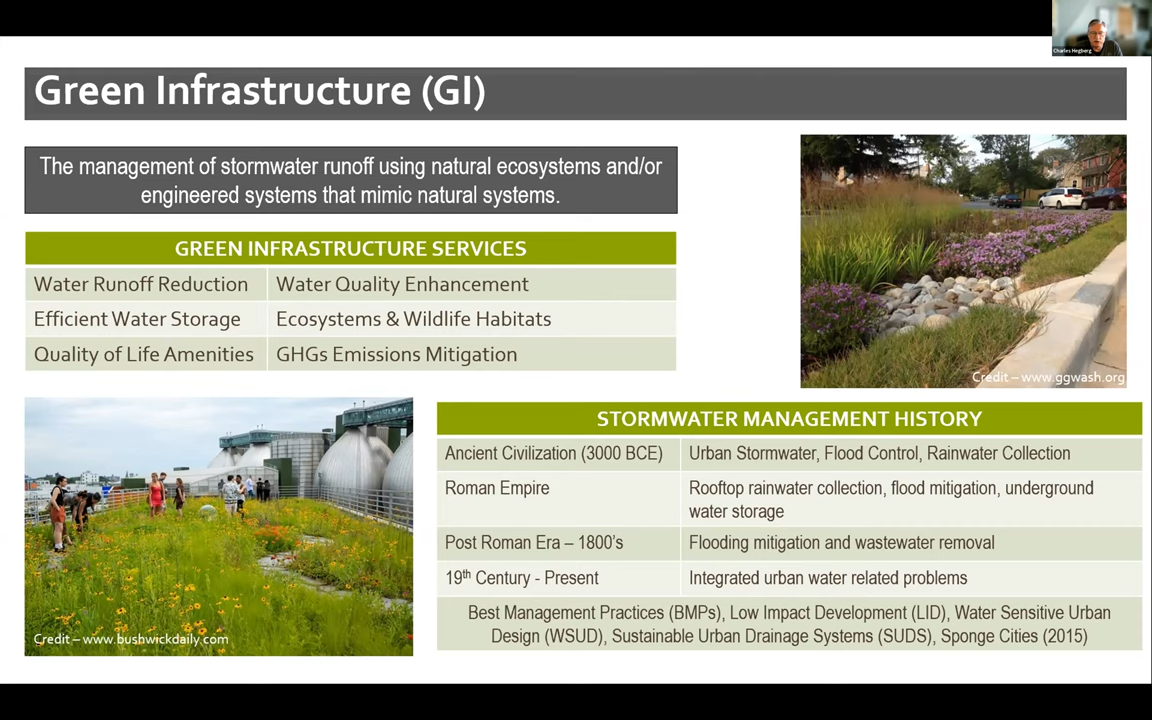 Charles Hegberg
Green Infrastructure (GI)
The management of stormwater runoff using natural ecosystems and/or
engineered systems that mimic natural systems.
GREEN INFRASTRUCTURE SERVICES
Water Runoff Reduction Water Quality Enhancement
Efficient Water Storage Ecosystems & Wildlife Habitats
Quality of Life Amenities GHGs Emissions Mitigation
Credit – www.ggwash.org
Credit – www.bushwickdaily.com
STORMWATER MANAGEMENT HISTORY
Ancient Civilization (3000 BCE) Urban Stormwater, Flood Control, Rainwater Collection
Roman Empire Rooftop rainwater collection, flood mitigation, underground
water storage
Post Roman Era – 1800's Flooding mitigation and wastewater removal
19th Century - Present Integrated urban water related problems
Best Management Practices (BMPs), Low Impact Development (LID), Water Sensitive Urban
Design (WSUD), Sustainable Urban Drainage Systems (SUDS), Sponge Cities (2015)